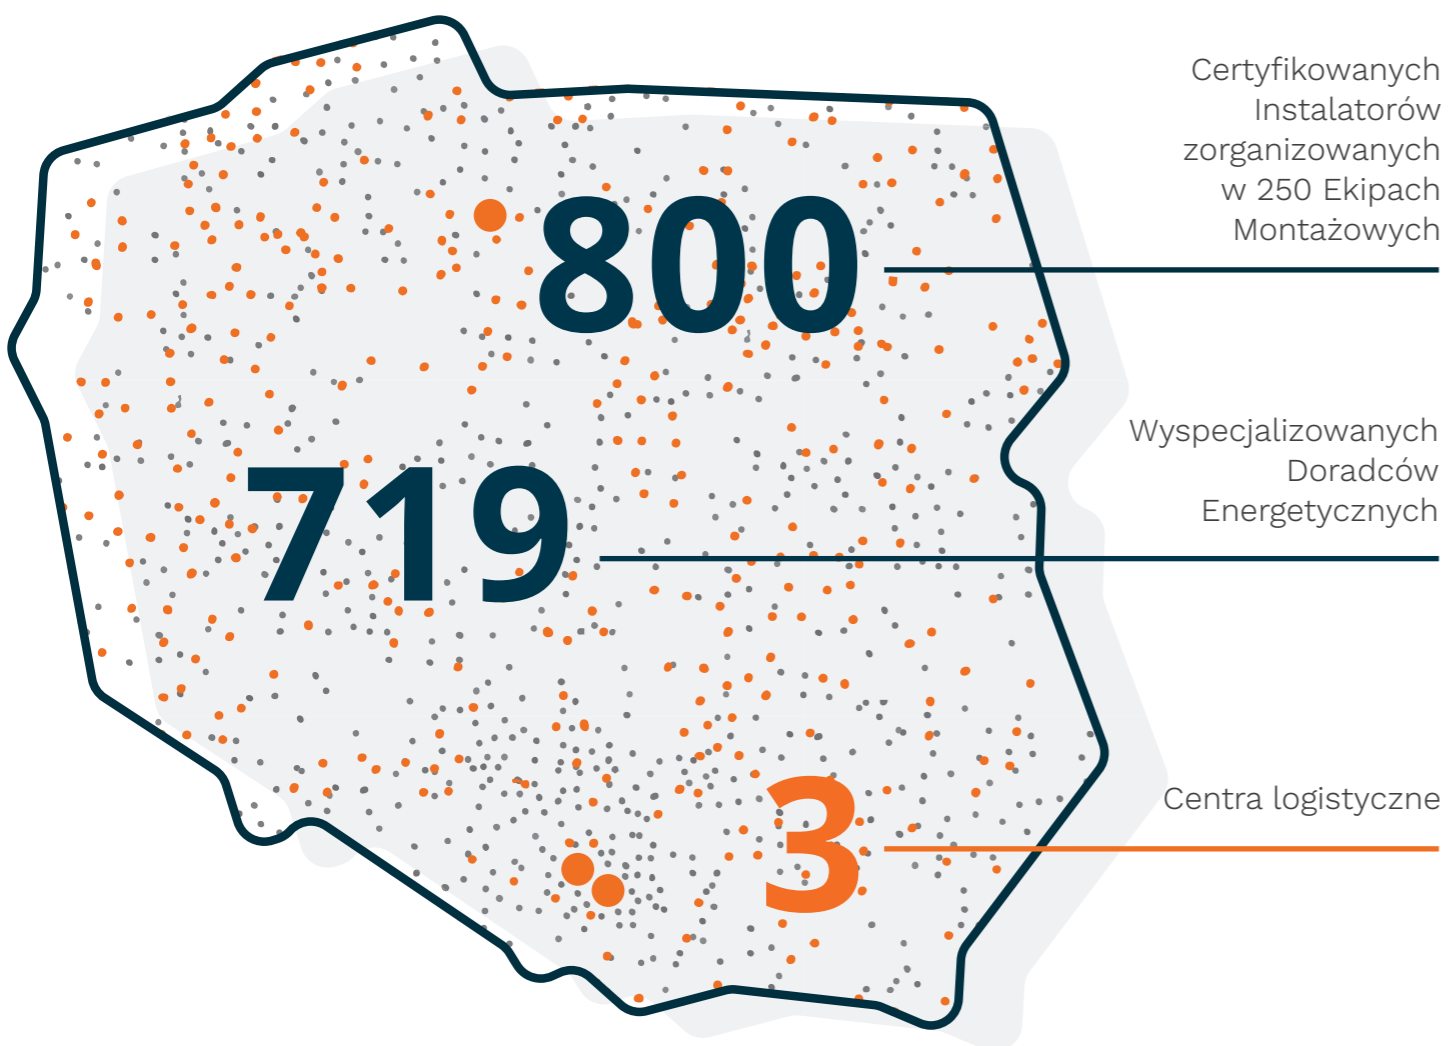 Certyfikowanych
Instalatorów
zorganizowanych
w 250 Ekipach
Montażowych
800
Wyspecjalizowanych
Doradców
Energetycznych
719
Centra logistyczne
3